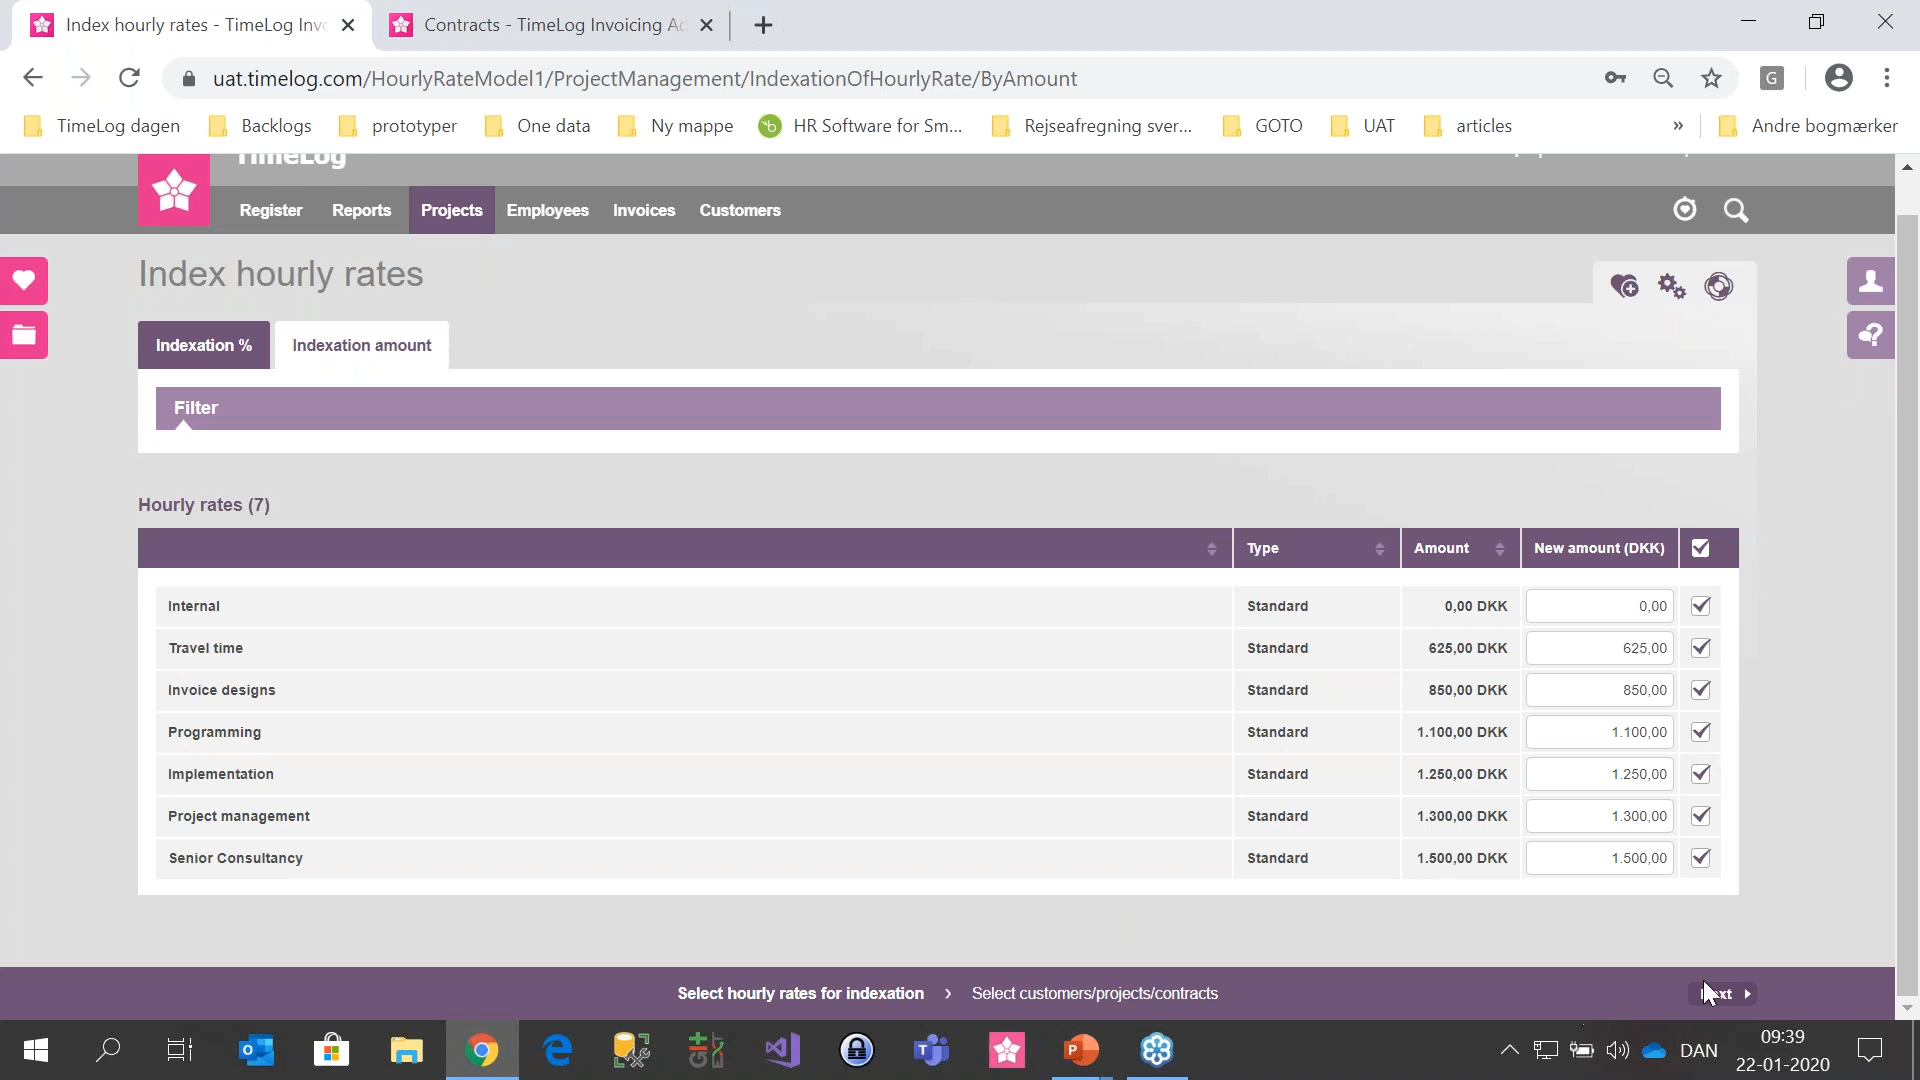 Index hourly rates - TimeLog Inv
Contracts - TimeLog Invoicing Ad
uat.timelog.com/HourlyRateModel1/ProjectManagement/IndexationOfHourlyRate/ByAmount
G
TimeLog dagen
Backlogs
prototyper
One data
Ny mappe
HR Software for Sm...
Rejseafregning sver...
GOTO
UAT
articles
»
Andre bogmærker
TimeLog
Register
Reports
Projects
Employees
Invoices
Customers
Index hourly rates
Indexation %
Indexation amount
Filter
Hourly rates (7)
Type
Amount
New amount (DKK)
Internal Standard 0,00 DKK 0,00
Travel time Standard 625,00 DKK 625,00
Invoice designs Standard 850,00 DKK 850,00
Programming Standard 1.100,00 DKK 1.100,00
Implementation Standard 1.250,00 DKK 1.250,00
Project management Standard 1.300,00 DKK 1.300,00
Senior Consultancy Standard 1.500,00 DKK 1.500,00
Select hourly rates for indexation > Select customers/projects/contracts
DAN
09:39
22-01-2020